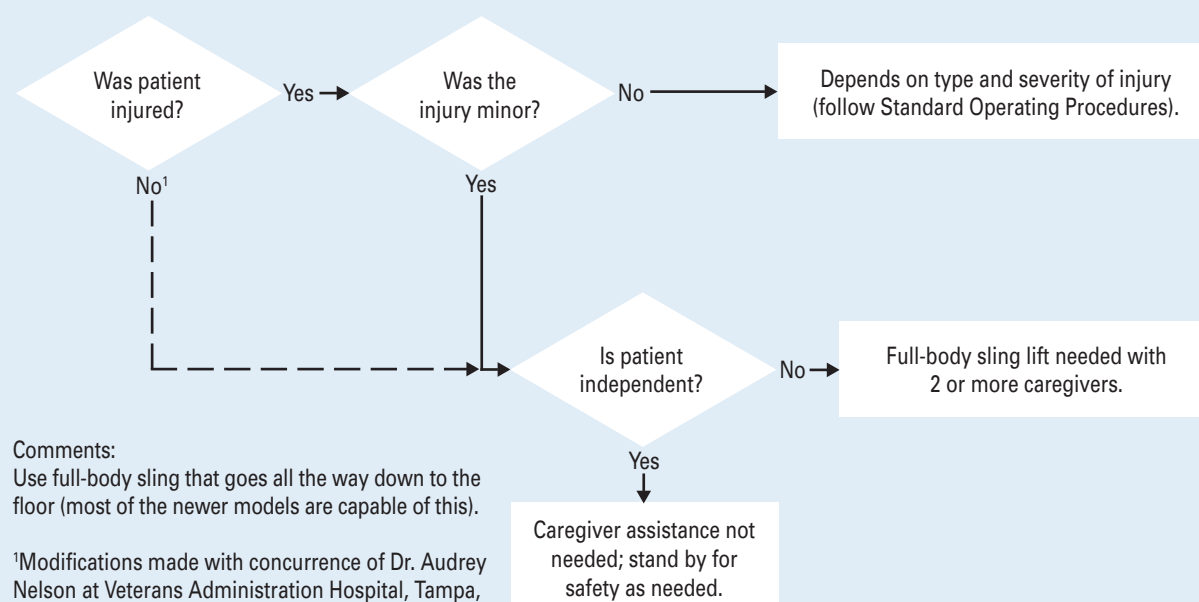 Was patient
injured?
Yes
Was the
injury minor?
No
Depends on type and severity of injury
(follow Standard Operating Procedures).
No¹
Yes
Is patient
independent?
No
Full-body sling lift needed with
2 or more caregivers.
Yes
Caregiver assistance not
needed; stand by for
safety as needed.
Comments:
Use full-body sling that goes all the way down to the
floor (most of the newer models are capable of this).
¹Modifications made with concurrence of Dr. Audrey
Nelson at Veterans Administration Hospital, Tampa,